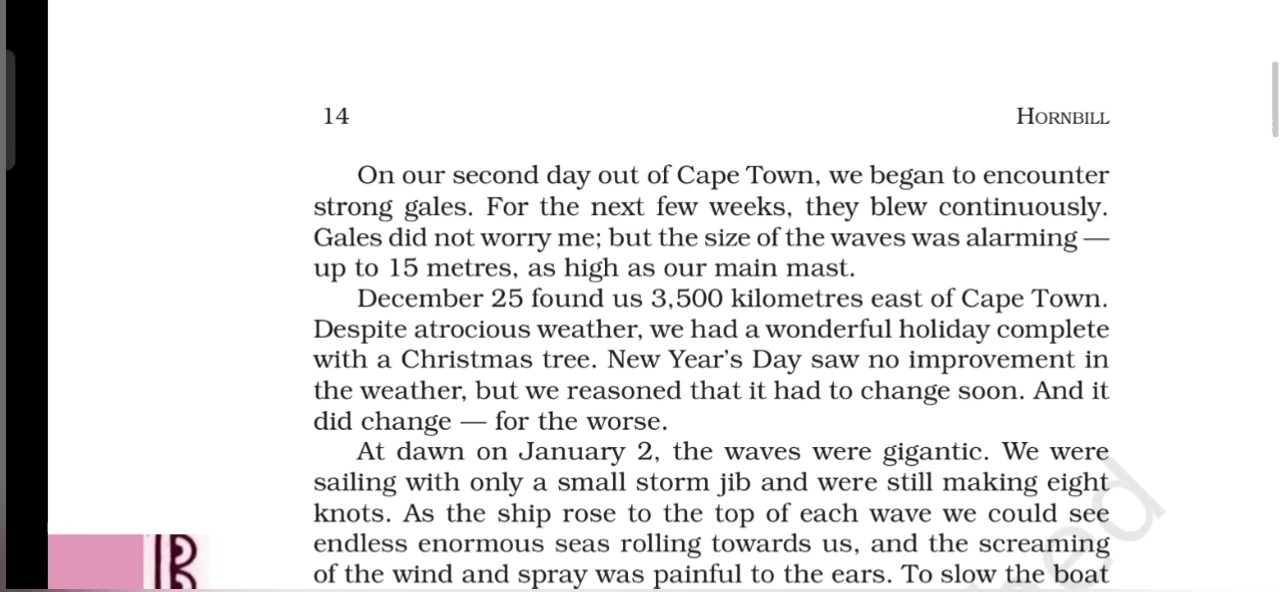 14
HORNBILL
On our second day out of Cape Town, we began to encounter
strong gales. For the next few weeks, they blew continuously.
Gales did not worry me; but the size of the waves was alarming —
up to 15 metres, as high as our main mast.
December 25 found us 3,500 kilometres east of Cape Town.
Despite atrocious weather, we had a wonderful holiday complete
with a Christmas tree. New Year’s Day saw no improvement in
the weather, but we reasoned that it had to change soon. And it
did change — for the worse.
At dawn on January 2, the waves were gigantic. We were
sailing with only a small storm jib and were still making eight
knots. As the ship rose to the top of each wave we could see
endless enormous seas rolling towards us, and the screaming
of the wind and spray was painful to the ears. To slow the boat